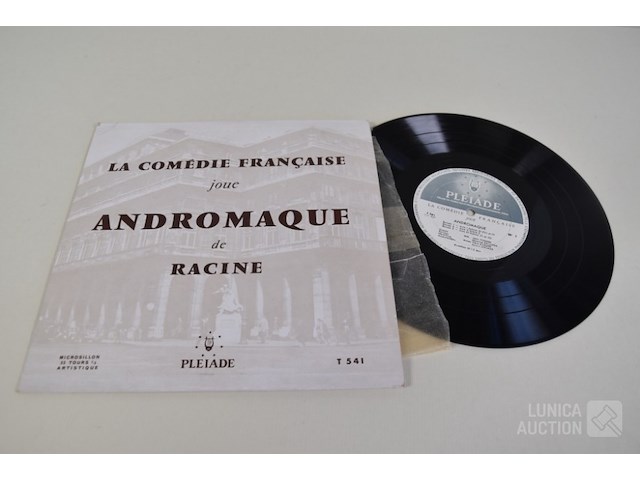 LA COMÉDIE FRANÇAISE
joue
ANDROMAQUE
de
RACINE
MICROSILLON
33 TOURS 1/3
ARTISTIQUE
PLÉIADE
T 541
PLÉIADE
LA COMÉDIE FRANÇAISE
ANDROMAQUE
LUNICA
AUCTION